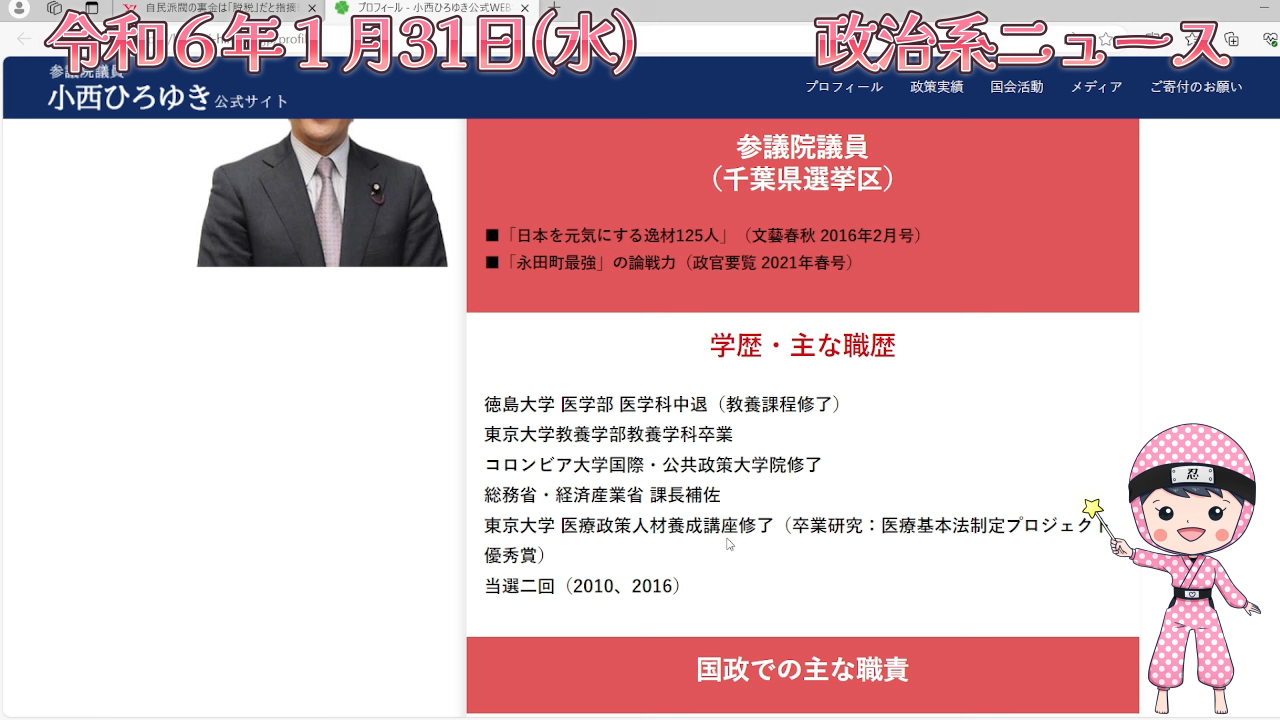 自民派閥の裏金は「脱税」だと指摘
プロフィール - 小西ひろゆき公式WEB
令和６年１月31日(水)
政治系ニュース
参議院議員
小西ひろゆき 公式サイト
プロフィール 政策実績 国会活動 メディア ご寄付のお願い
参議院議員
（千葉県選挙区）
■「日本を元気にする逸材125人」（文藝春秋 2016年2月号）
■「永田町最強」の論戦力（政官要覧 2021年春号）
学歴・主な職歴
徳島大学 医学部 医学科中退（教養課程修了）
東京大学教養学部教養学科卒業
コロンビア大学国際・公共政策大学院修了
総務省・経済産業省 課長補佐
東京大学 医療政策人材養成講座修了（卒業研究：医療基本法制定プロジェクト
優秀賞）
当選二回（2010、2016）
忍
国政での主な職責